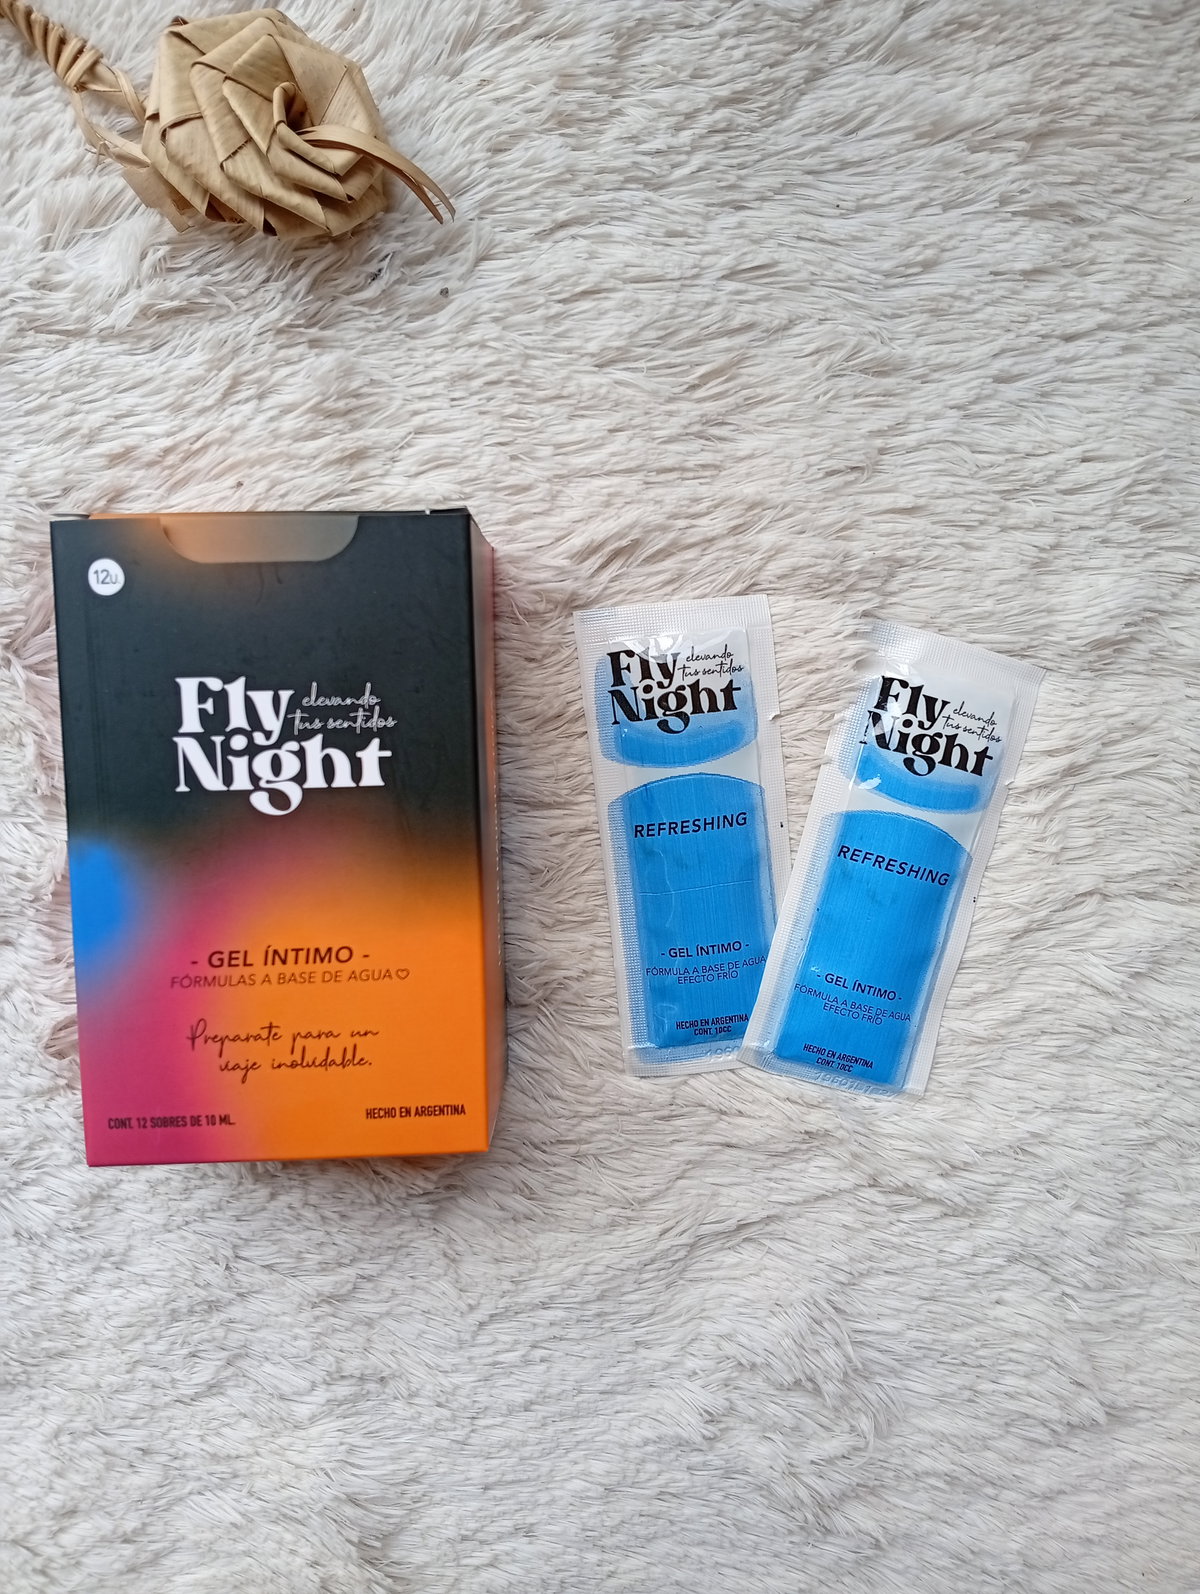 12u.
Fly elevando
tus sentidos
Night
- GEL ÍNTIMO -
FÓRMULAS A BASE DE AGUA♡
Preparate para un
viaje inolvidable.
CONT. 12 SOBRES DE 10 ML.
HECHO EN ARGENTINA
Fly elevando
tus sentidos
Night
REFRESHING
- GEL ÍNTIMO -
FÓRMULA A BASE DE AGUA
EFECTO FRÍO
HECHO EN ARGENTINA
CONT. 10CC
Fly elevando
tus sentidos
Night
REFRESHING
- GEL ÍNTIMO -
FÓRMULA A BASE DE AGUA
EFECTO FRÍO
HECHO EN ARGENTINA
CONT. 10CC